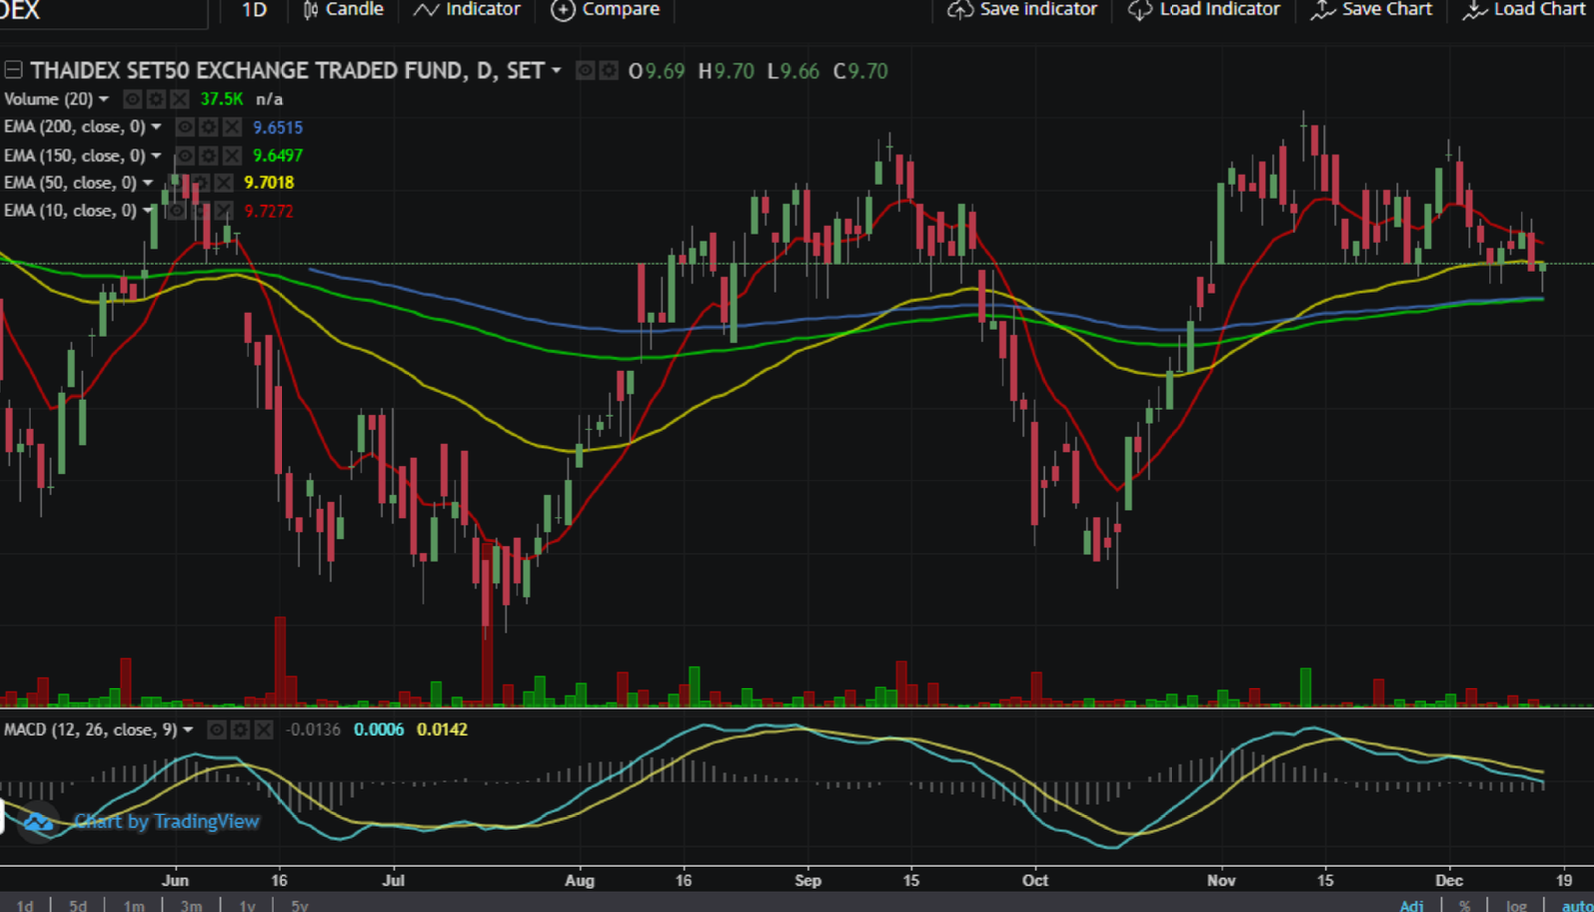 DEX 1D Candle Indicator Compare Save indicator Load Indicator Save Chart Load Chart
THAIDEX SET50 EXCHANGE TRADED FUND, D, SET O9.69 H9.70 L9.66 C9.70
Volume (20) 37.5K n/a
EMA (200, close, 0) 9.6515
EMA (150, close, 0) 9.6497
EMA (50, close, 0) 9.7018
EMA (10, close, 0) 9.7272
MACD (12, 26, close, 9) -0.0136 0.0006 0.0142
Chart by TradingView
Jun 16 Jul Aug 16 Sep 15 Oct Nov 15 Dec 19
1d 5d 1m 3m 1y 5y Adj % log auto